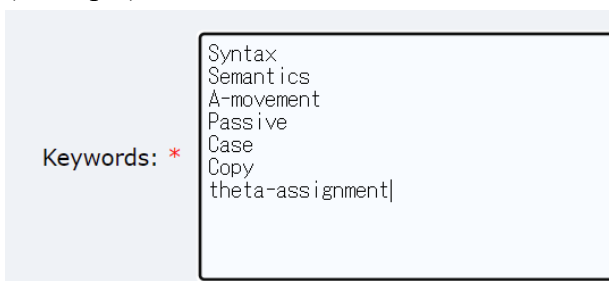 Keywords: *
Syntax
Semantics
A-movement
Passive
Case
Copy
theta-assignment